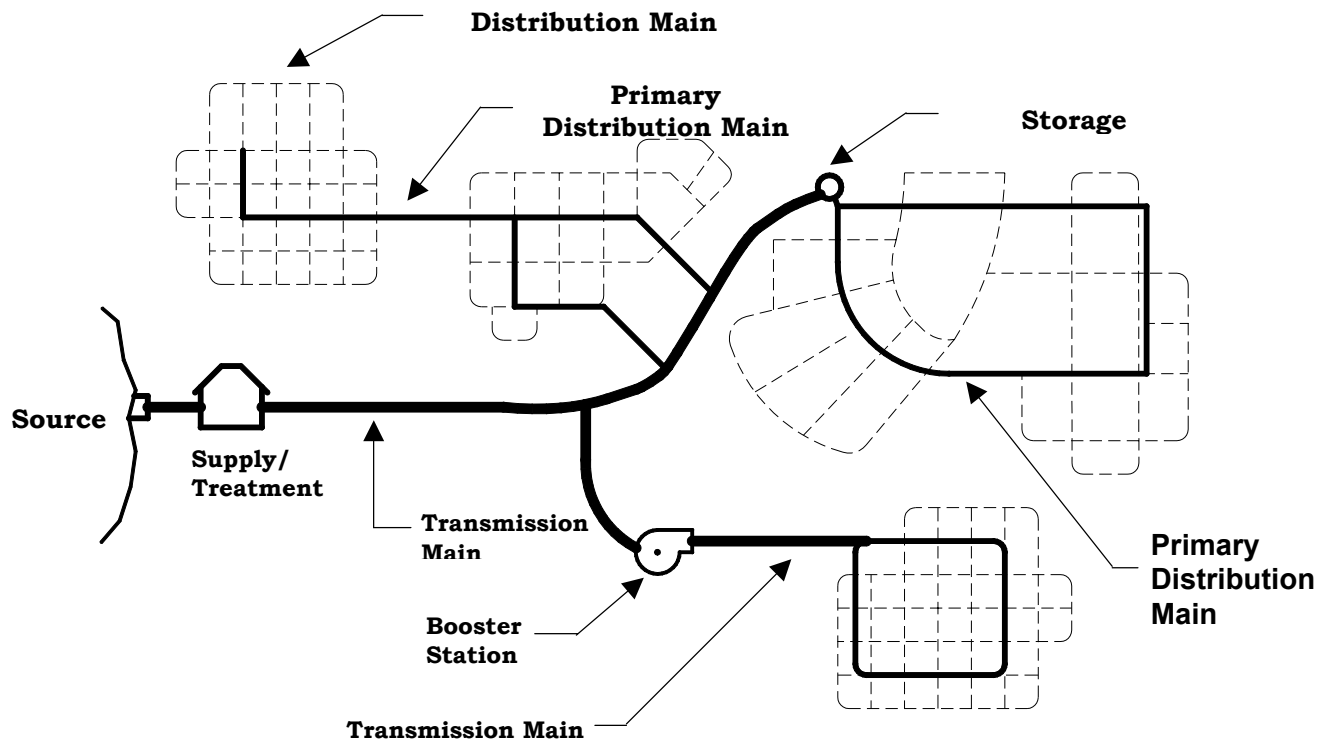 Distribution Main
Primary
Distribution Main
Storage
Source
Supply/
Treatment
Transmission
Main
Primary
Distribution
Main
Booster
Station
Transmission Main